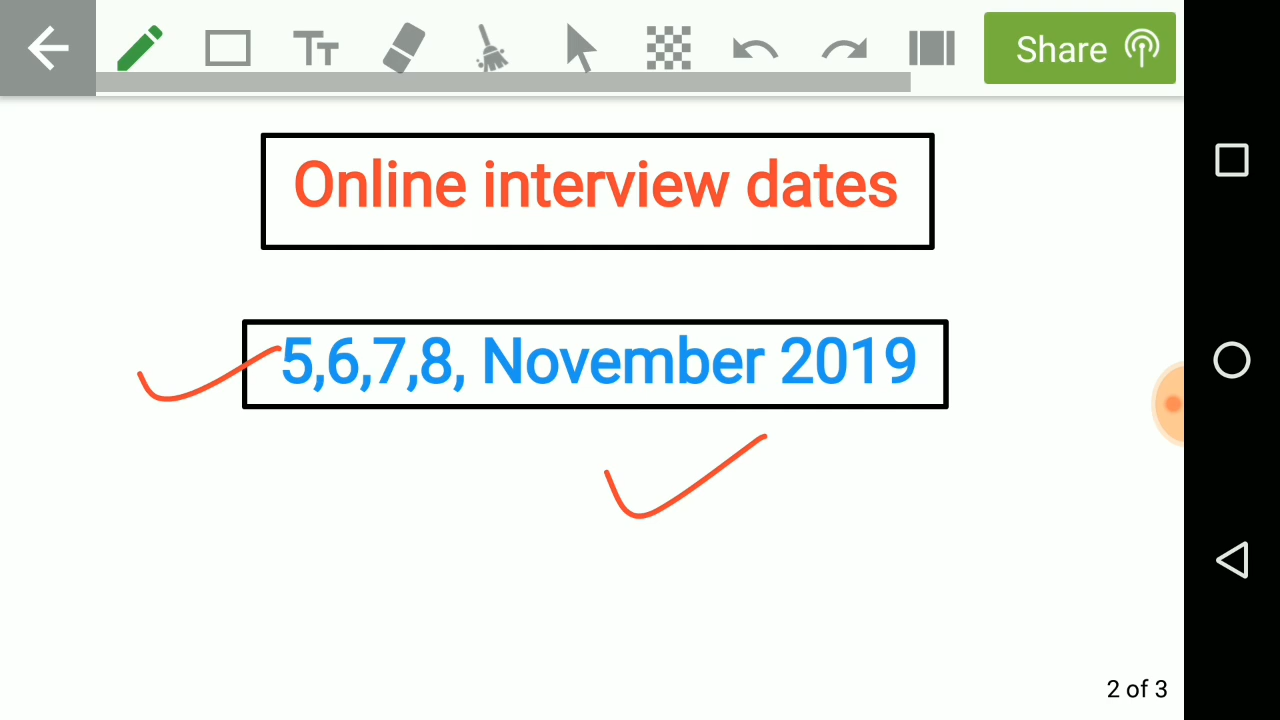 Share
Online interview dates
5,6,7,8, November 2019
2 of 3